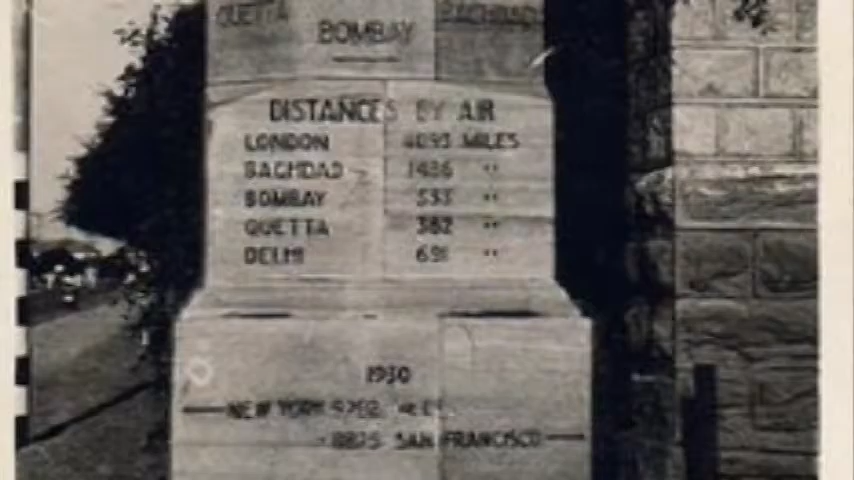 QUETTA BOMBAY BAGHDAD
DISTANCES BY AIR
LONDON MILES
BAGHDAD 1486 "
BOMBAY 533 "
QUETTA 382 "
DELHI 691 "
1930
NEW YORK
8875 SAN FRANCISCO